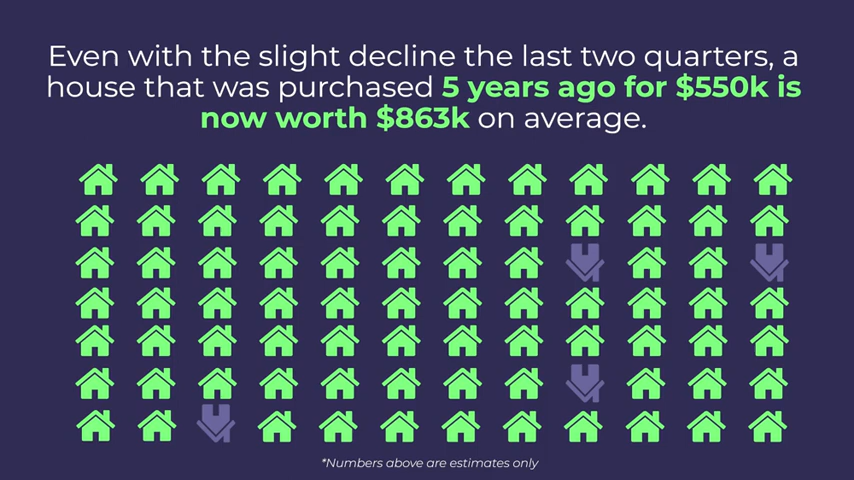 Even with the slight decline the last two quarters, a
house that was purchased 5 years ago for $550k is
now worth $863k on average.
*Numbers above are estimates only